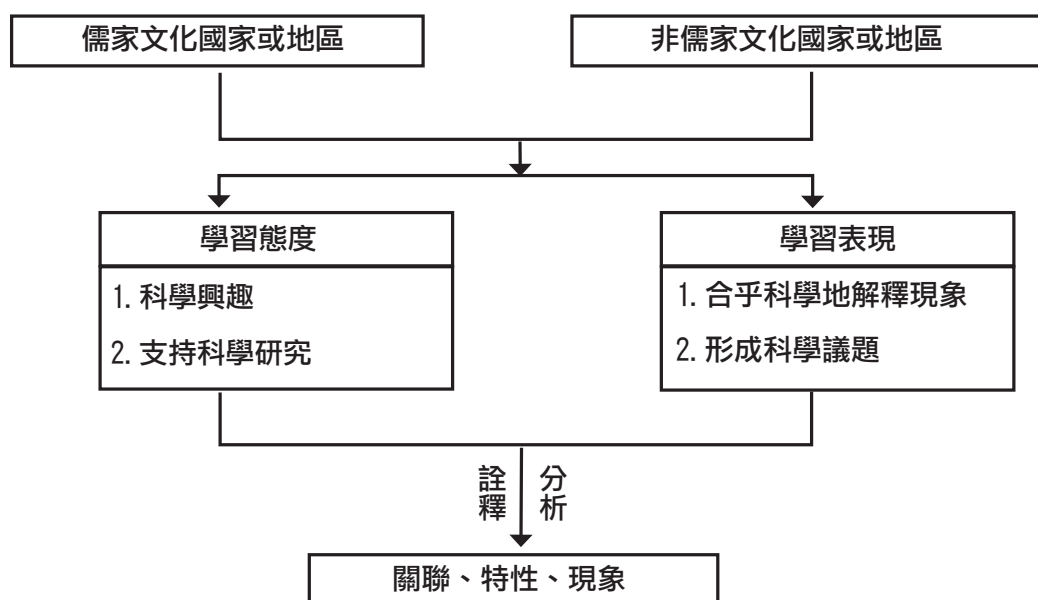 儒家文化國家或地區
非儒家文化國家或地區
學習態度
1. 科學興趣
2. 支持科學研究
學習表現
1. 合乎科學地解釋現象
2. 形成科學議題
詮釋
分析
關聯、特性、現象